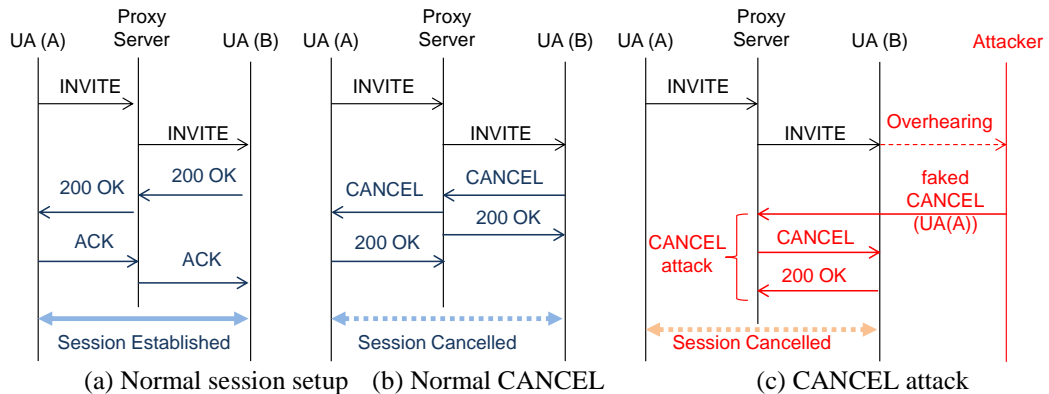 Proxy
Server
UA (A)
UA (B)
INVITE
INVITE
200 OK
200 OK
ACK
ACK
Session Established
(a) Normal session setup
Proxy
Server
UA (A)
UA (B)
INVITE
INVITE
CANCEL
CANCEL
200 OK
200 OK
Session Cancelled
(b) Normal CANCEL
Proxy
Server
UA (A)
UA (B)
Attacker
INVITE
INVITE
Overhearing
faked
CANCEL
(UA(A))
CANCEL
attack
CANCEL
200 OK
Session Cancelled
(c) CANCEL attack